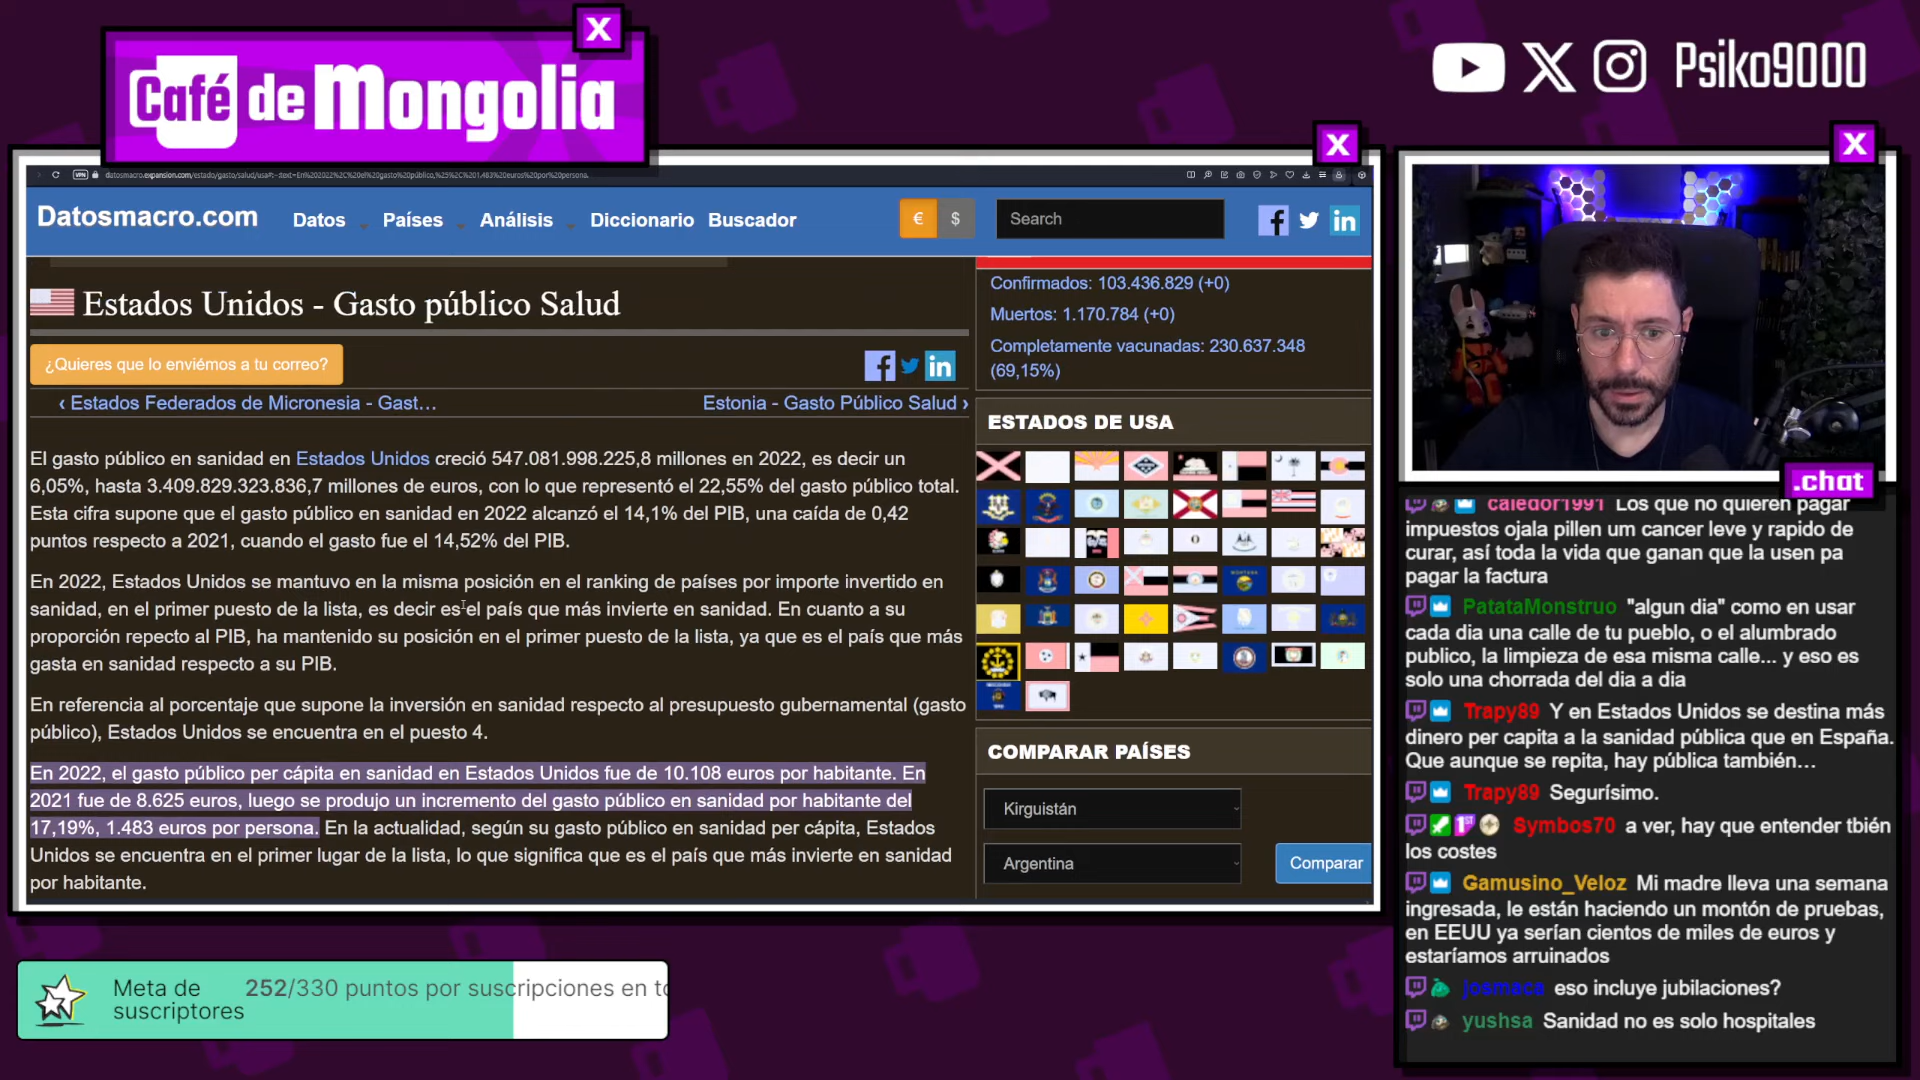 X
Café de Mongolia
Psiko9000
X
X
VPN datosmacro.expansion.com/estado/gasto/salud/usa
Datosmacro.com Datos Países Análisis Diccionario Buscador € $ Search
Estados Unidos - Gasto público Salud
¿Quieres que lo enviémos a tu correo?
‹ Estados Federados de Micronesia - Gast… Estonia - Gasto Público Salud ›
El gasto público en sanidad en Estados Unidos creció 547.081.998.225,8 millones en 2022, es decir un
6,05%, hasta 3.409.829.323.836,7 millones de euros, con lo que representó el 22,55% del gasto público total.
Esta cifra supone que el gasto público en sanidad en 2022 alcanzó el 14,1% del PIB, una caída de 0,42
puntos respecto a 2021, cuando el gasto fue el 14,52% del PIB.
En 2022, Estados Unidos se mantuvo en la misma posición en el ranking de países por importe invertido en
sanidad, en el primer puesto de la lista, es decir es el país que más invierte en sanidad. En cuanto a su
proporción repecto al PIB, ha mantenido su posición en el primer puesto de la lista, ya que es el país que más
gasta en sanidad respecto a su PIB.
En referencia al porcentaje que supone la inversión en sanidad respecto al presupuesto gubernamental (gasto
público), Estados Unidos se encuentra en el puesto 4.
En 2022, el gasto público per cápita en sanidad en Estados Unidos fue de 10.108 euros por habitante. En
2021 fue de 8.625 euros, luego se produjo un incremento del gasto público en sanidad por habitante del
17,19%, 1.483 euros por persona. En la actualidad, según su gasto público en sanidad per cápita, Estados
Unidos se encuentra en el primer lugar de la lista, lo que significa que es el país que más invierte en sanidad
por habitante.
Confirmados: 103.436.829 (+0)
Muertos: 1.170.784 (+0)
Completamente vacunadas: 230.637.348
(69,15%)
ESTADOS DE USA
COMPARAR PAÍSES
Kirguistán
Argentina
Comparar
.chat
caledor1991 Los que no quieren pagar
impuestos ojala pillen um cancer leve y rapido de
curar, así toda la vida que ganan que la usen pa
pagar la factura
PatataMonstruo "algun dia" como en usar
cada dia una calle de tu pueblo, o el alumbrado
publico, la limpieza de esa misma calle... y eso es
solo una chorrada del dia a dia
Trapy89 Y en Estados Unidos se destina más
dinero per capita a la sanidad pública que en España.
Que aunque se repita, hay pública también…
Trapy89 Segurísimo.
Symbos70 a ver, hay que entender tbién
los costes
Gamusino_Veloz Mi madre lleva una semana
ingresada, le están haciendo un montón de pruebas,
en EEUU ya serían cientos de miles de euros y
estaríamos arruinados
josmaca eso incluye jubilaciones?
yushsa Sanidad no es solo hospitales
Meta de
suscriptores
252/330 puntos por suscripciones en to